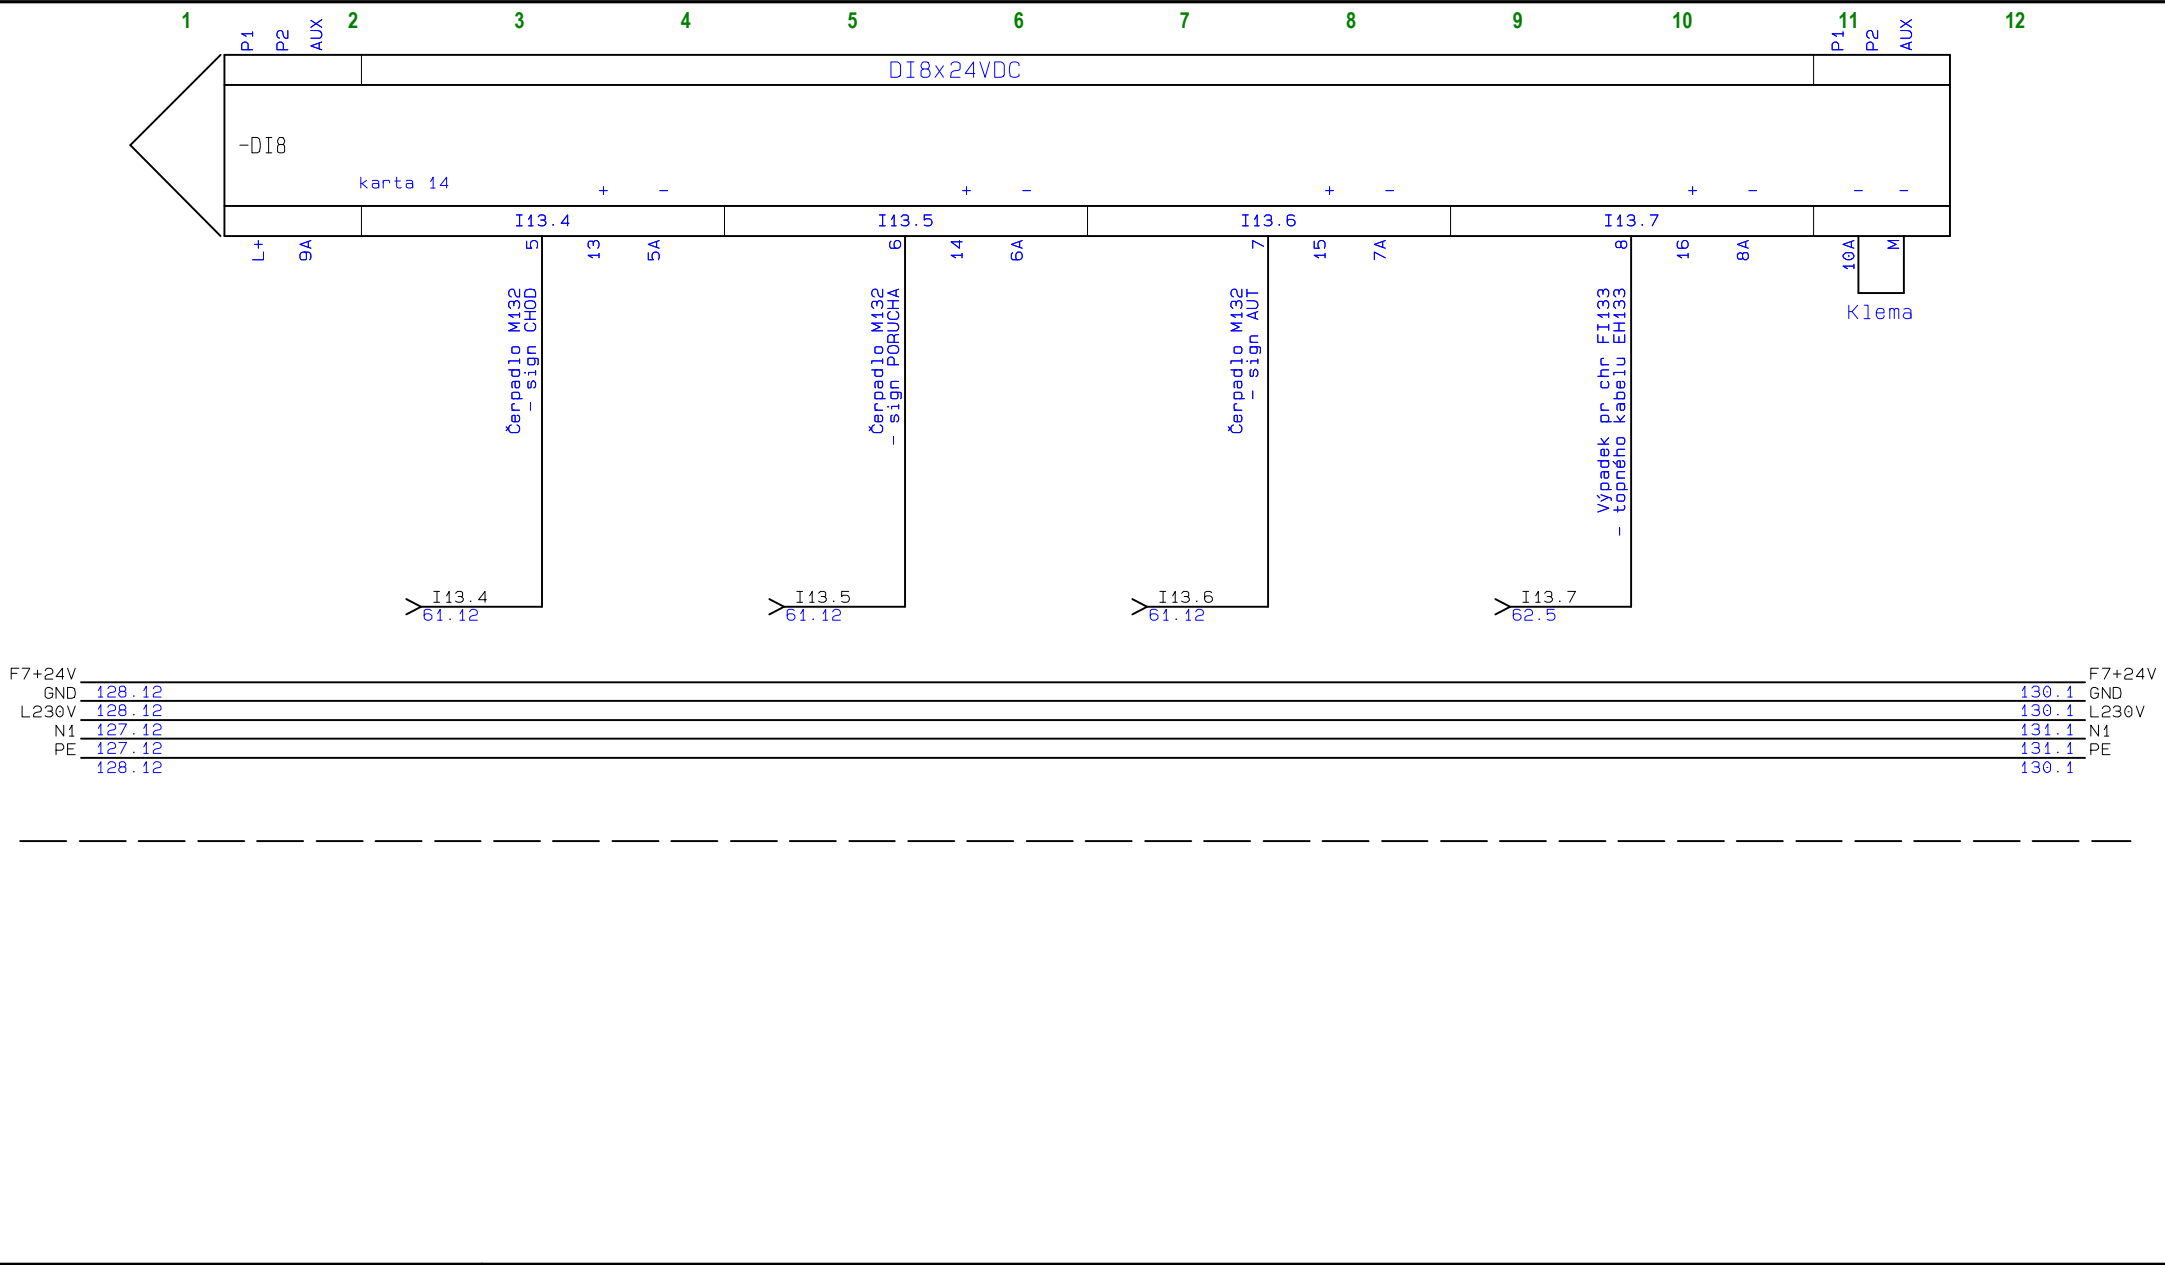 1 2 3 4 5 6 7 8 9 10 11 12
P1 P2 AUX P1 P2 AUX
DI8x24VDC
-DI8
karta 14
+ - + - + - + - - -
I13.4 I13.5 I13.6 I13.7
L+ 9A 5 13 5A 6 14 6A 7 15 7A 8 16 8A 10A M
Čerpadlo M132
- sign CHOD
Čerpadlo M132
- sign PORUCHA
Čerpadlo M132
- sign AUT
Výpadek pr chr FI133
- topného kabelu EH133
Klema
I13.4 I13.5 I13.6 I13.7
61.12 61.12 61.12 62.5
F7+24V F7+24V
GND 128.12 130.1 GND
L230V 128.12 130.1 L230V
N1 127.12 131.1 N1
PE 127.12 131.1 PE
128.12 130.1